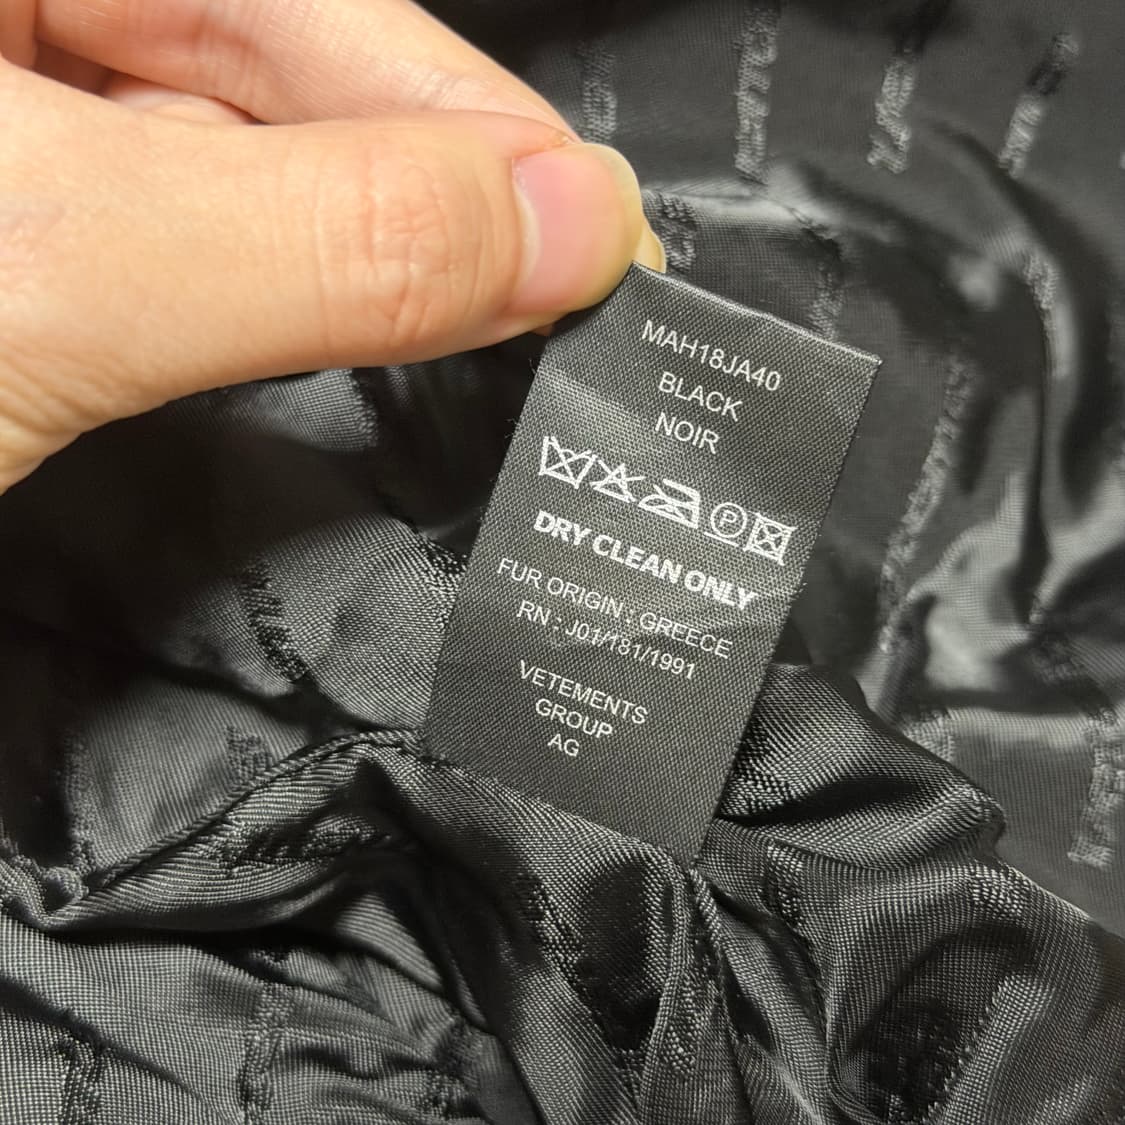 MAH18JA40
BLACK
NOIR
P
DRY CLEAN ONLY
FUR ORIGIN : GREECE
RN : J01/181/1991
VETEMENTS
GROUP
AG